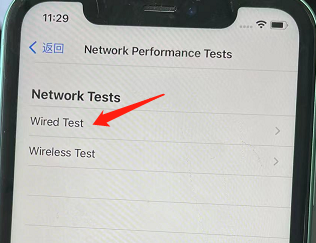 11:29
返回 Network Performance Tests
Network Tests
Wired Test
Wireless Test